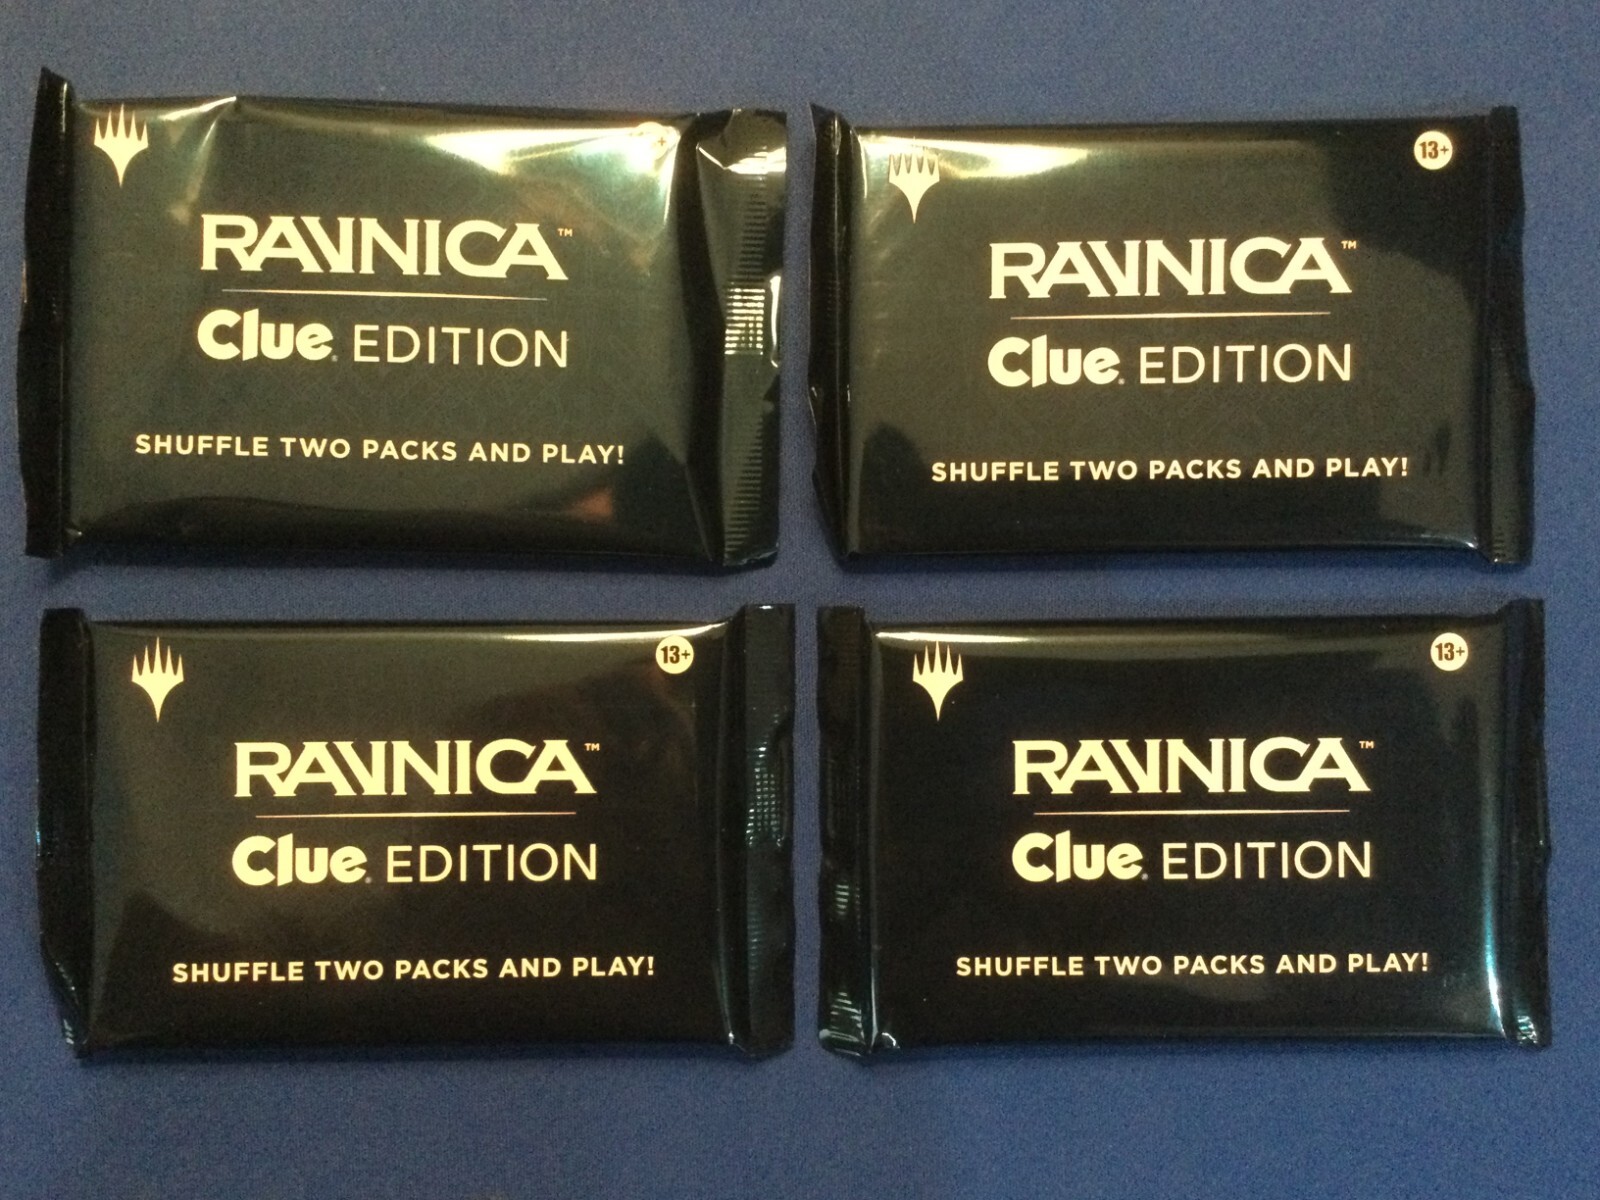 RAVNICA™
Clue® EDITION
SHUFFLE TWO PACKS AND PLAY!
13+
RAVNICA™
Clue® EDITION
SHUFFLE TWO PACKS AND PLAY!
13+
RAVNICA™
Clue® EDITION
SHUFFLE TWO PACKS AND PLAY!
13+
RAVNICA™
Clue® EDITION
SHUFFLE TWO PACKS AND PLAY!